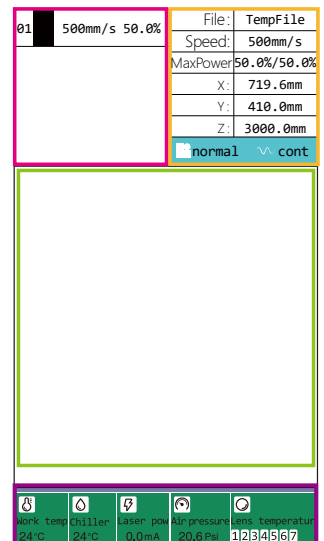 01 500mm/s 50.0%
File: TempFile
Speed: 500mm/s
MaxPower 50.0%/50.0%
X: 719.6mm
Y: 410.0mm
Z: 3000.0mm
normal cont
Work temp Chiller Laser pow Air pressure Lens temperatur
24°C 24°C 0,0mA 20,6Psi 1 2 3 4 5 6 7